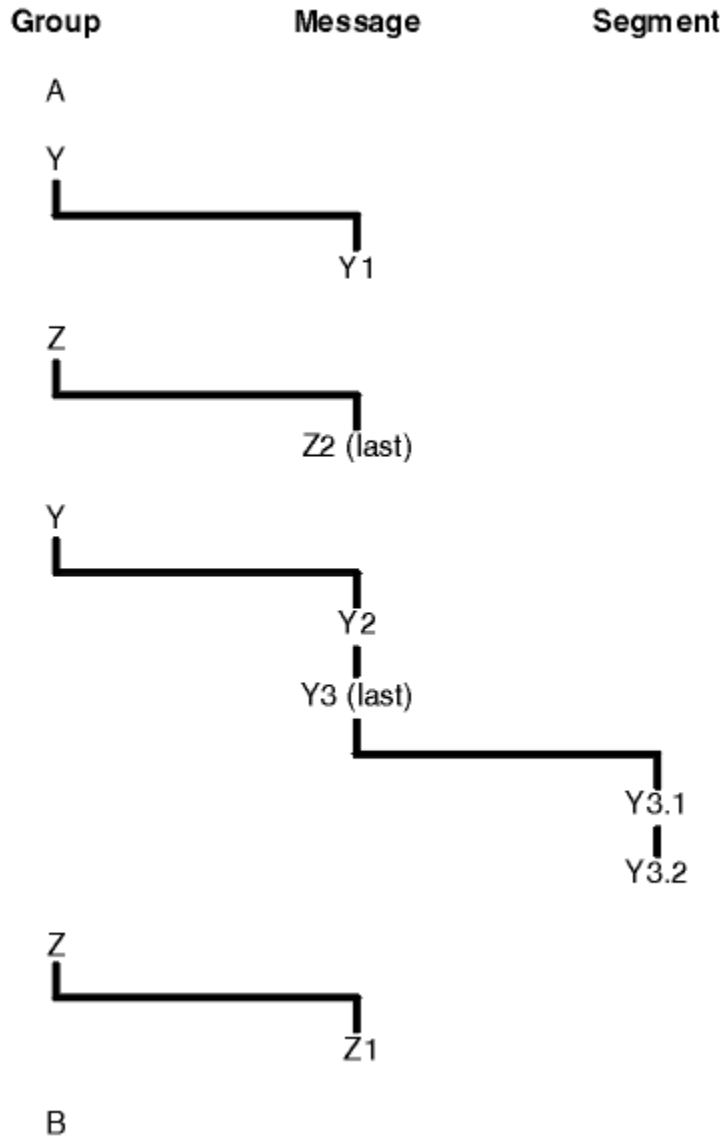 Group Message Segment
A
Y
Y1
Z
Z2 (last)
Y
Y2
Y3 (last)
Y3.1
Y3.2
Z
Z1
B